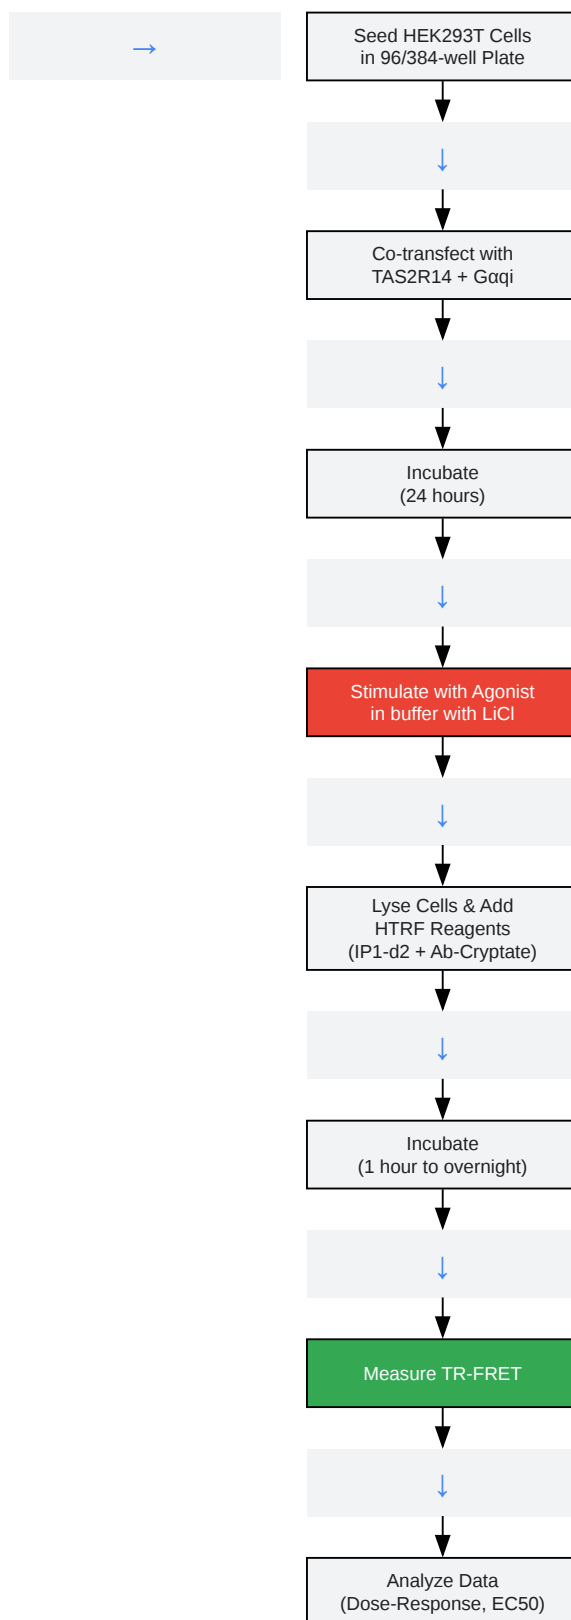 →
Seed HEK293T Cells
in 96/384-well Plate
↓
Co-transfect with
TAS2R14 + Gαqi
↓
Incubate
(24 hours)
↓
Stimulate with Agonist
in buffer with LiCl
↓
Lyse Cells & Add
HTRF Reagents
(IP1-d2 + Ab-Cryptate)
↓
Incubate
(1 hour to overnight)
↓
Measure TR-FRET
↓
Analyze Data
(Dose-Response, EC50)